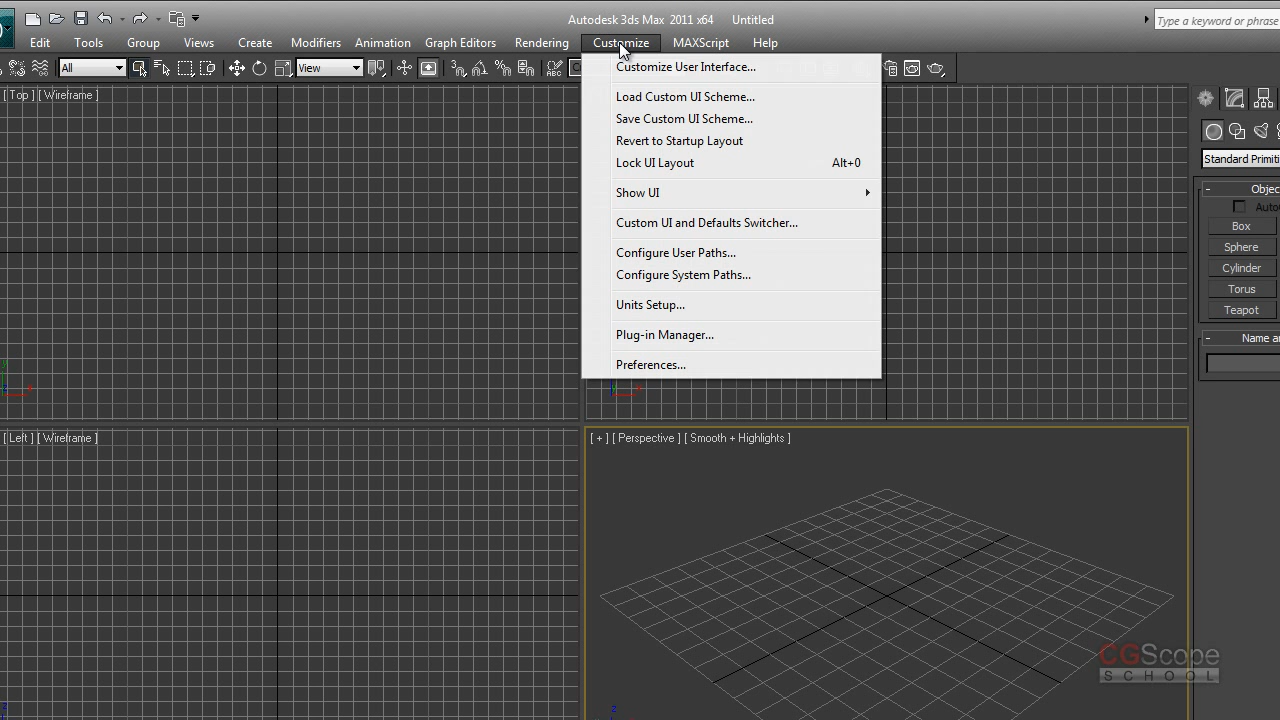 Autodesk 3ds Max 2011 x64 Untitled
Type a keyword or phrase
Edit Tools Group Views Create Modifiers Animation Graph Editors Rendering Customize MAXScript Help
All
View
Customize User Interface...
Load Custom UI Scheme...
Save Custom UI Scheme...
Revert to Startup Layout
Lock UI Layout Alt+0
Show UI
Custom UI and Defaults Switcher...
Configure User Paths...
Configure System Paths...
Units Setup...
Plug-in Manager...
Preferences...
[ Top ] [ Wireframe ]
[ Left ] [ Wireframe ]
[ + ] [ Perspective ] [ Smooth + Highlights ]
Standard Primiti
- Objec
Auto
Box
Sphere
Cylinder
Torus
Teapot
- Name a
y
z
x
y
x
z
z
CGScope
SCHOOL